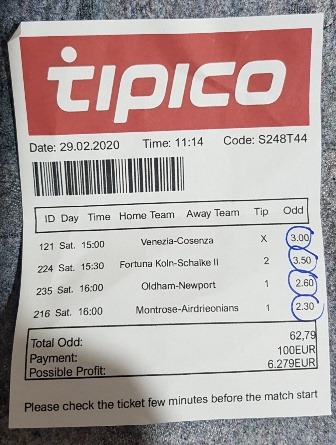 tipico
Date: 29.02.2020 Time: 11:14 Code: S248T44
ID Day Time Home Team Away Team Tip Odd
121 Sat. 15:00 Venezia-Cosenza X 3.00
224 Sat. 15:30 Fortuna Koln-Schalke II 2 3.50
235 Sat. 16:00 Oldham-Newport 1 2.60
216 Sat. 16:00 Montrose-Airdrieonians 1 2.30
Total Odd: 62,79
Payment: 100EUR
Possible Profit: 6.279EUR
Please check the ticket few minutes before the match start